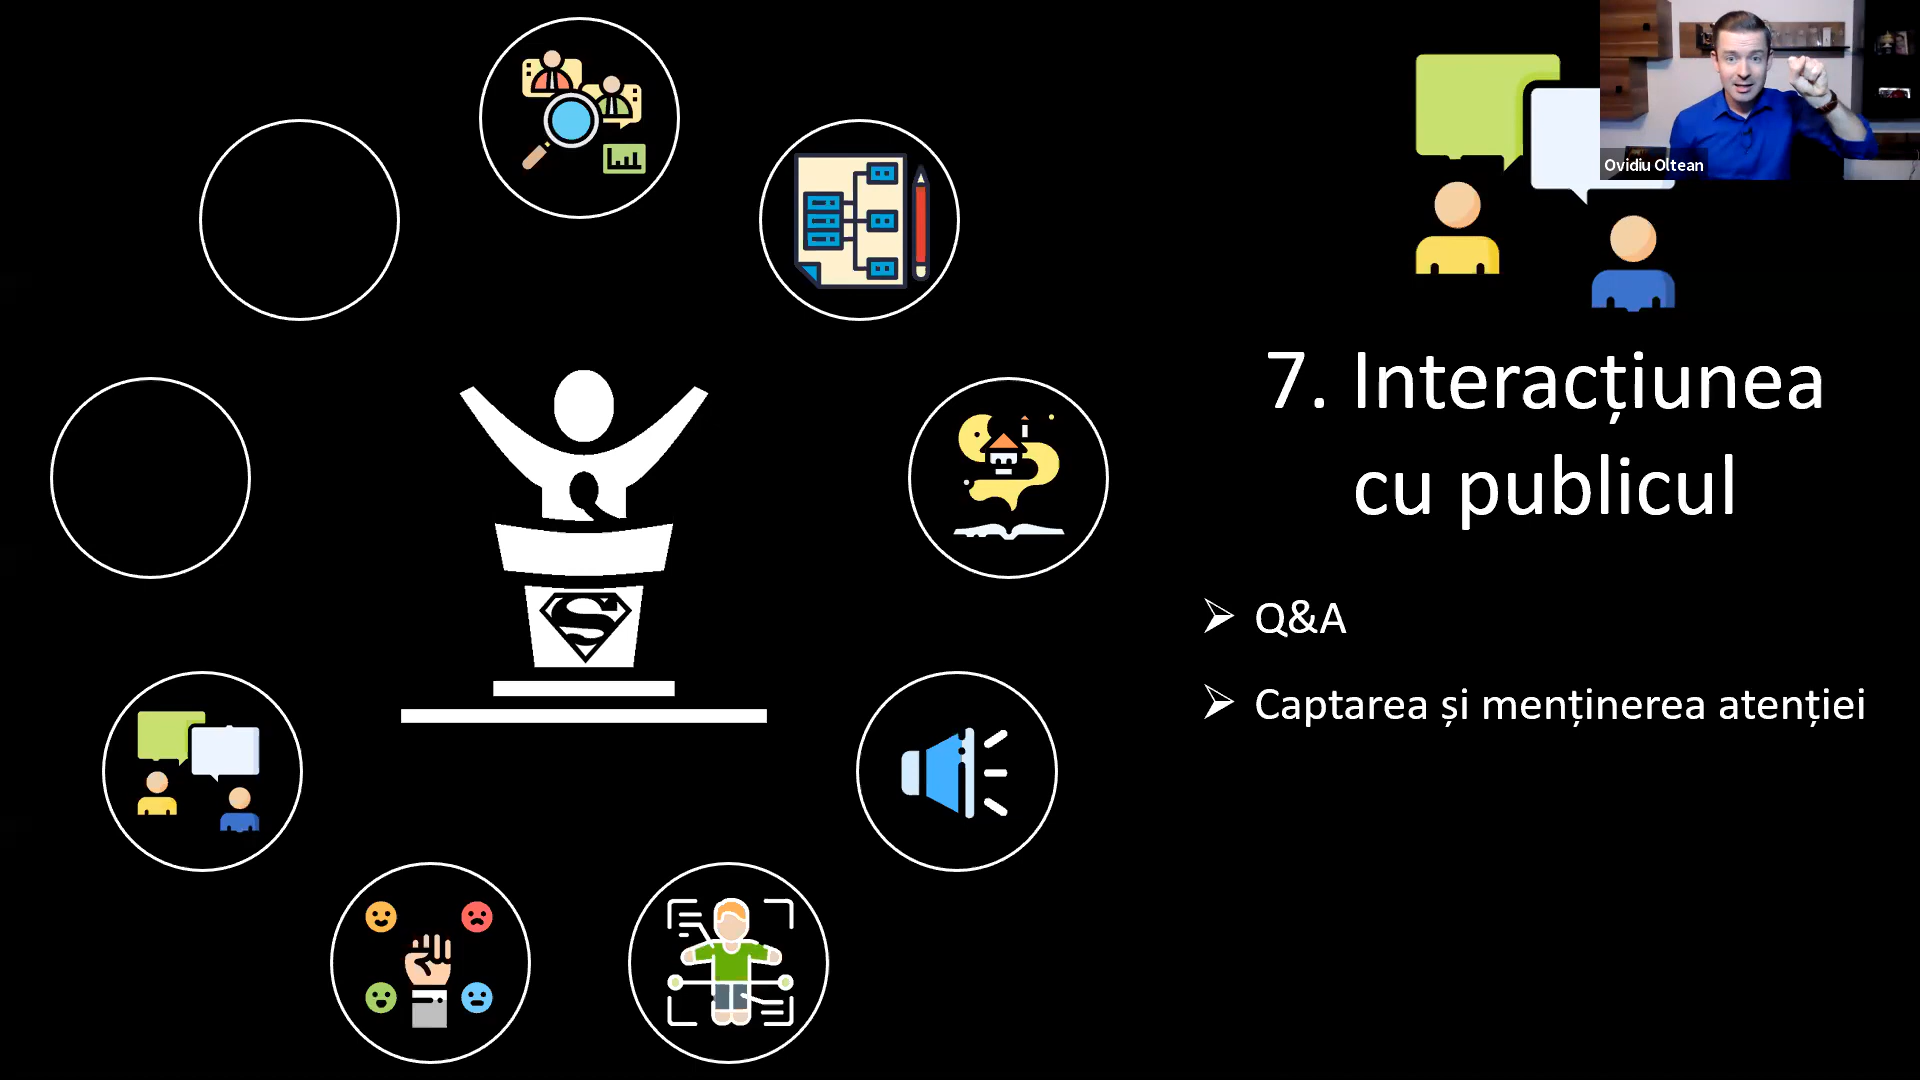 Ovidiu Oltean
7. Interacțiunea
cu publicul
S
➢ Q&A
➢ Captarea și menținerea atenției